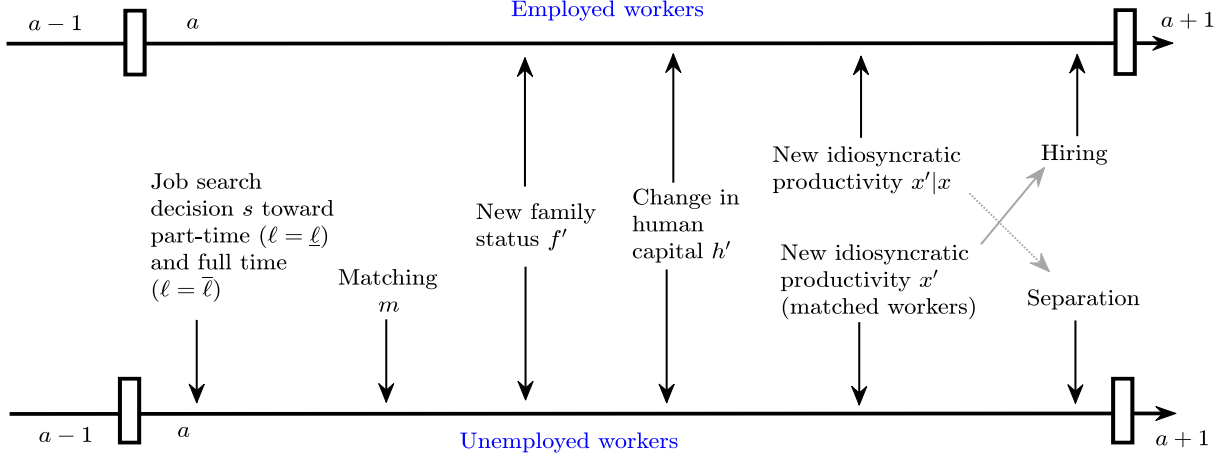 Employed workers
a − 1
a
a + 1
Job search
decision s toward
part-time (ℓ = ℓ̲)
and full time
(ℓ = ℓ̅)
Matching
m
New family
status f′
Change in
human
capital h′
New idiosyncratic
productivity x′|x
New idiosyncratic
productivity x′
(matched workers)
Hiring
Separation
a − 1
a
Unemployed workers
a + 1